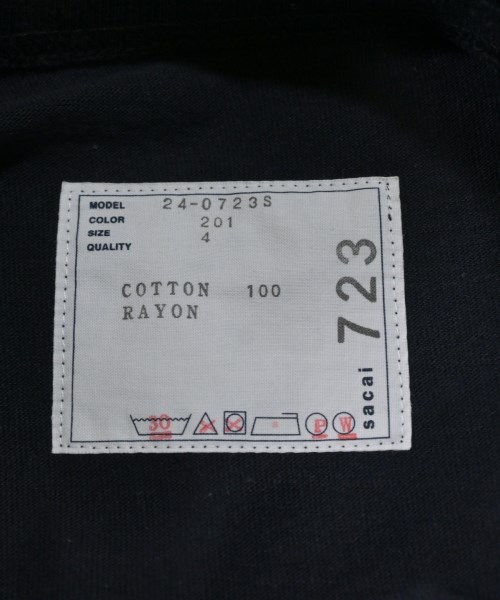 MODEL 24-0723S
COLOR 201
SIZE 4
QUALITY
COTTON 100
RAYON
30
P W
sacai 723